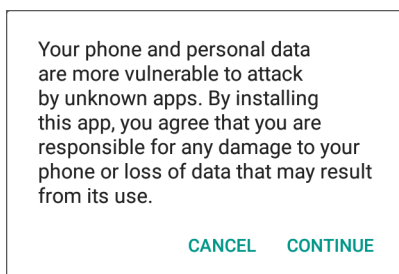 Your phone and personal data
are more vulnerable to attack
by unknown apps. By installing
this app, you agree that you are
responsible for any damage to your
phone or loss of data that may result
from its use.
CANCEL CONTINUE